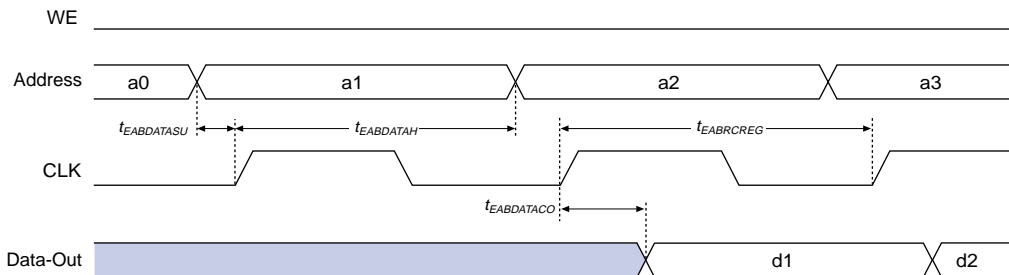 WE
Address a0 a1 a2 a3
tEABDATASU tEABDATAH tEABRCREG
CLK
tEABDATACO
Data-Out d1 d2